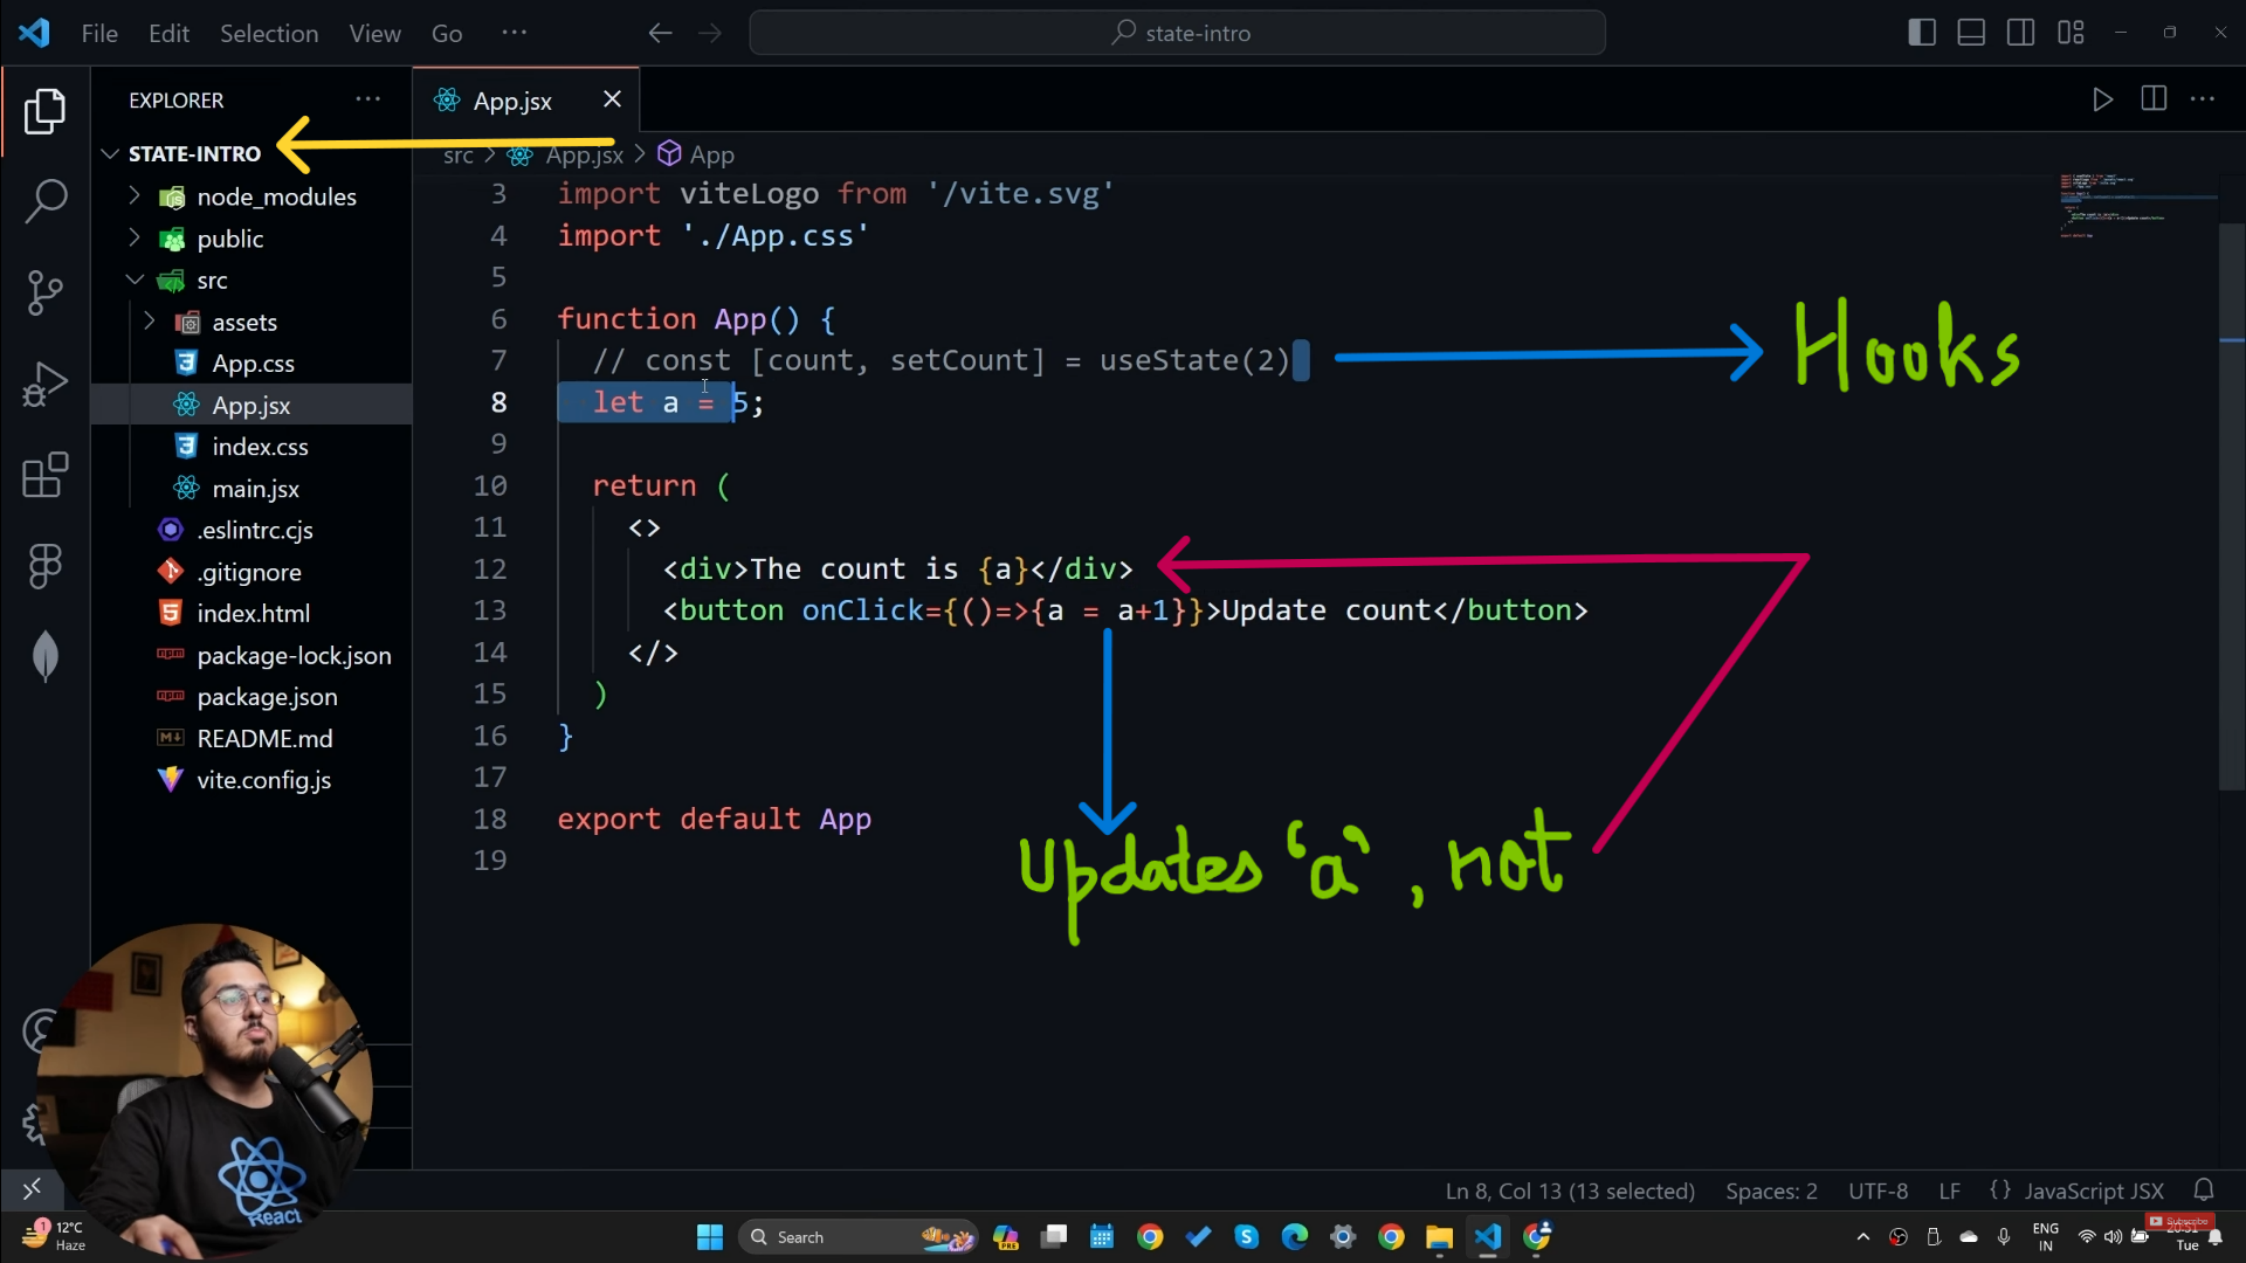 File Edit Selection View Go ··· state-intro
EXPLORER ···
App.jsx
STATE-INTRO
src > App.jsx > App
node_modules
public
src
assets
App.css
App.jsx
index.css
main.jsx
.eslintrc.cjs
.gitignore
index.html
package-lock.json
package.json
README.md
vite.config.js
3 import viteLogo from '/vite.svg'
4 import './App.css'
5
6 function App() {
7 // const [count, setCount] = useState(2)
8 let a = 5;
9
10 return (
11 <>
12 <div>The count is {a}</div>
13 <button onClick={()=>{a = a+1}}>Update count</button>
14 </>
15 )
16 }
17
18 export default App
19
Hooks
Updates 'a', not
React
Ln 8, Col 13 (13 selected) Spaces: 2 UTF-8 LF {} JavaScript JSX
1 12°C
Haze
Search
PRE
ENG
IN
Subscribe
20:51
Tue